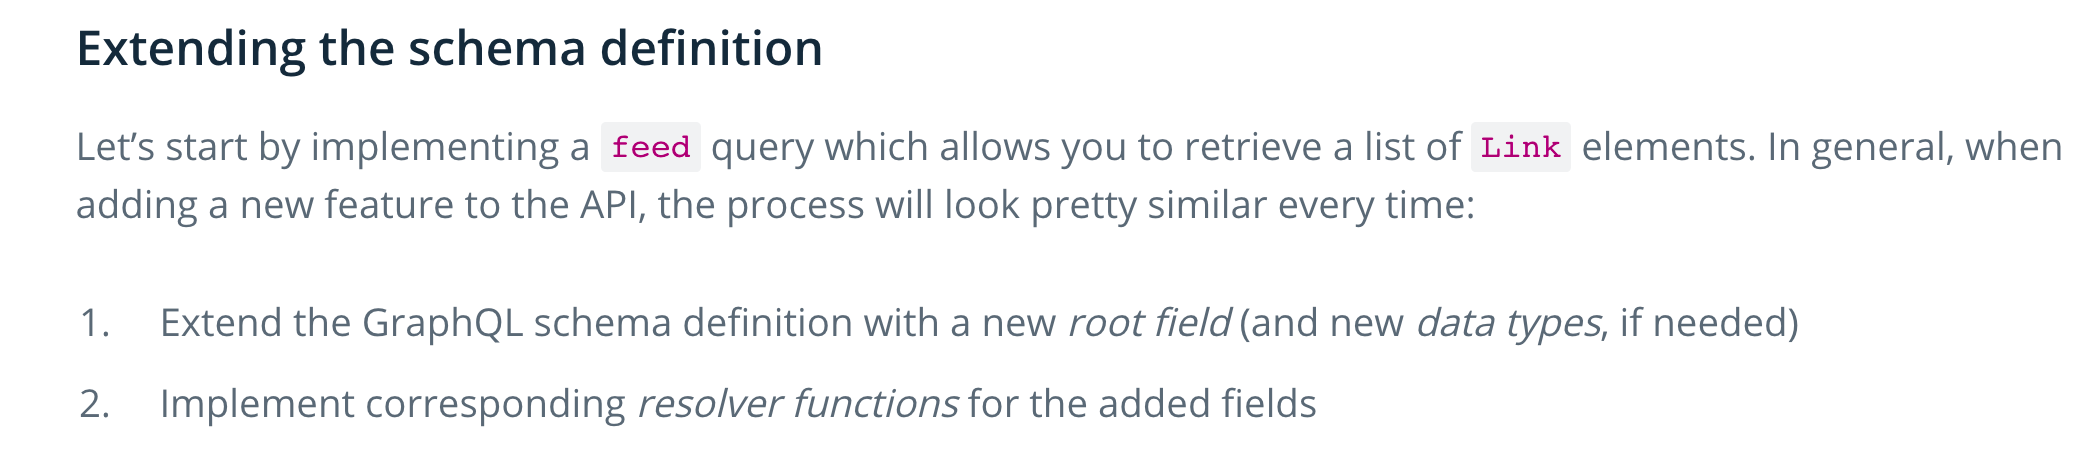 Extending the schema definition
Let’s start by implementing a feed query which allows you to retrieve a list of Link elements. In general, when
adding a new feature to the API, the process will look pretty similar every time:
1. Extend the GraphQL schema definition with a new root field (and new data types, if needed)
2. Implement corresponding resolver functions for the added fields